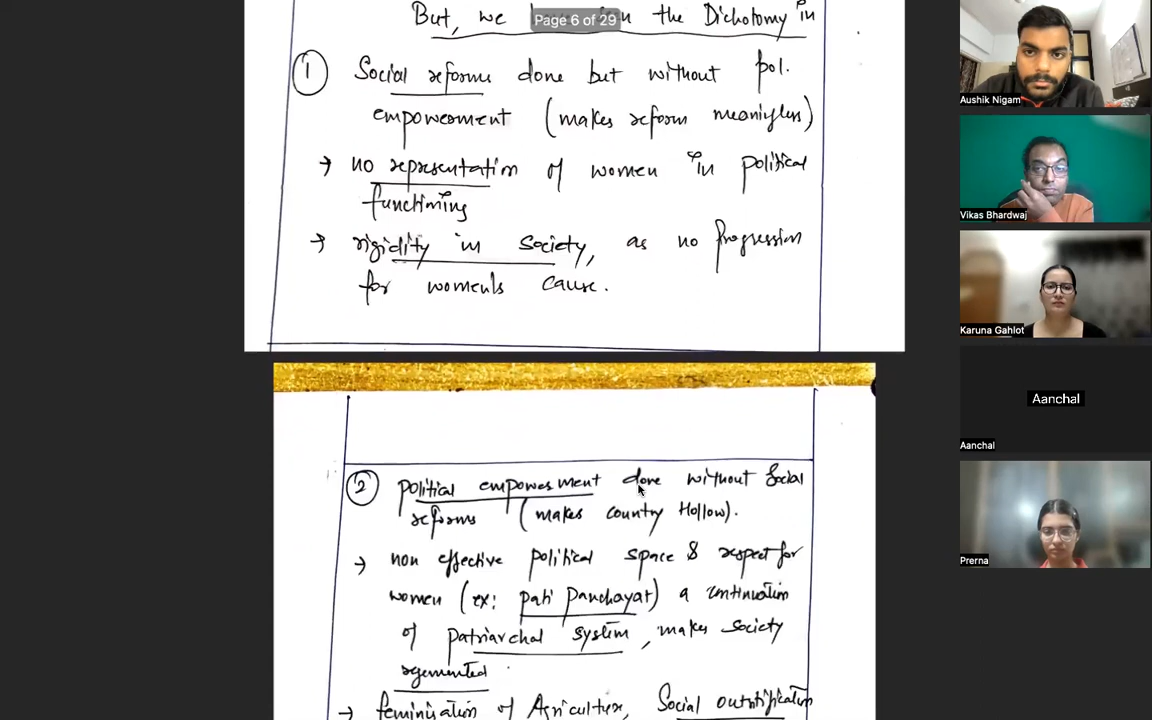 But, we the Dichotomy in
Page 6 of 29
① Social reforms done but without pol.
empowerment (makes reform meanigless)
→ no representation of women in political
functining
→ rigidity in society, as no progression
for women's cause.
② political empowerment done without Social
reforms (makes country Hollow).
→ non effective political space & respect for
women (ex: pati panchayat) a continuation
of patriarchal system, makes society
segmented
→ feminisation of Agriculture, Social
Aushik Nigam
Vikas Bhardwaj
Karuna Gahlot
Aanchal
Aanchal
Prerna